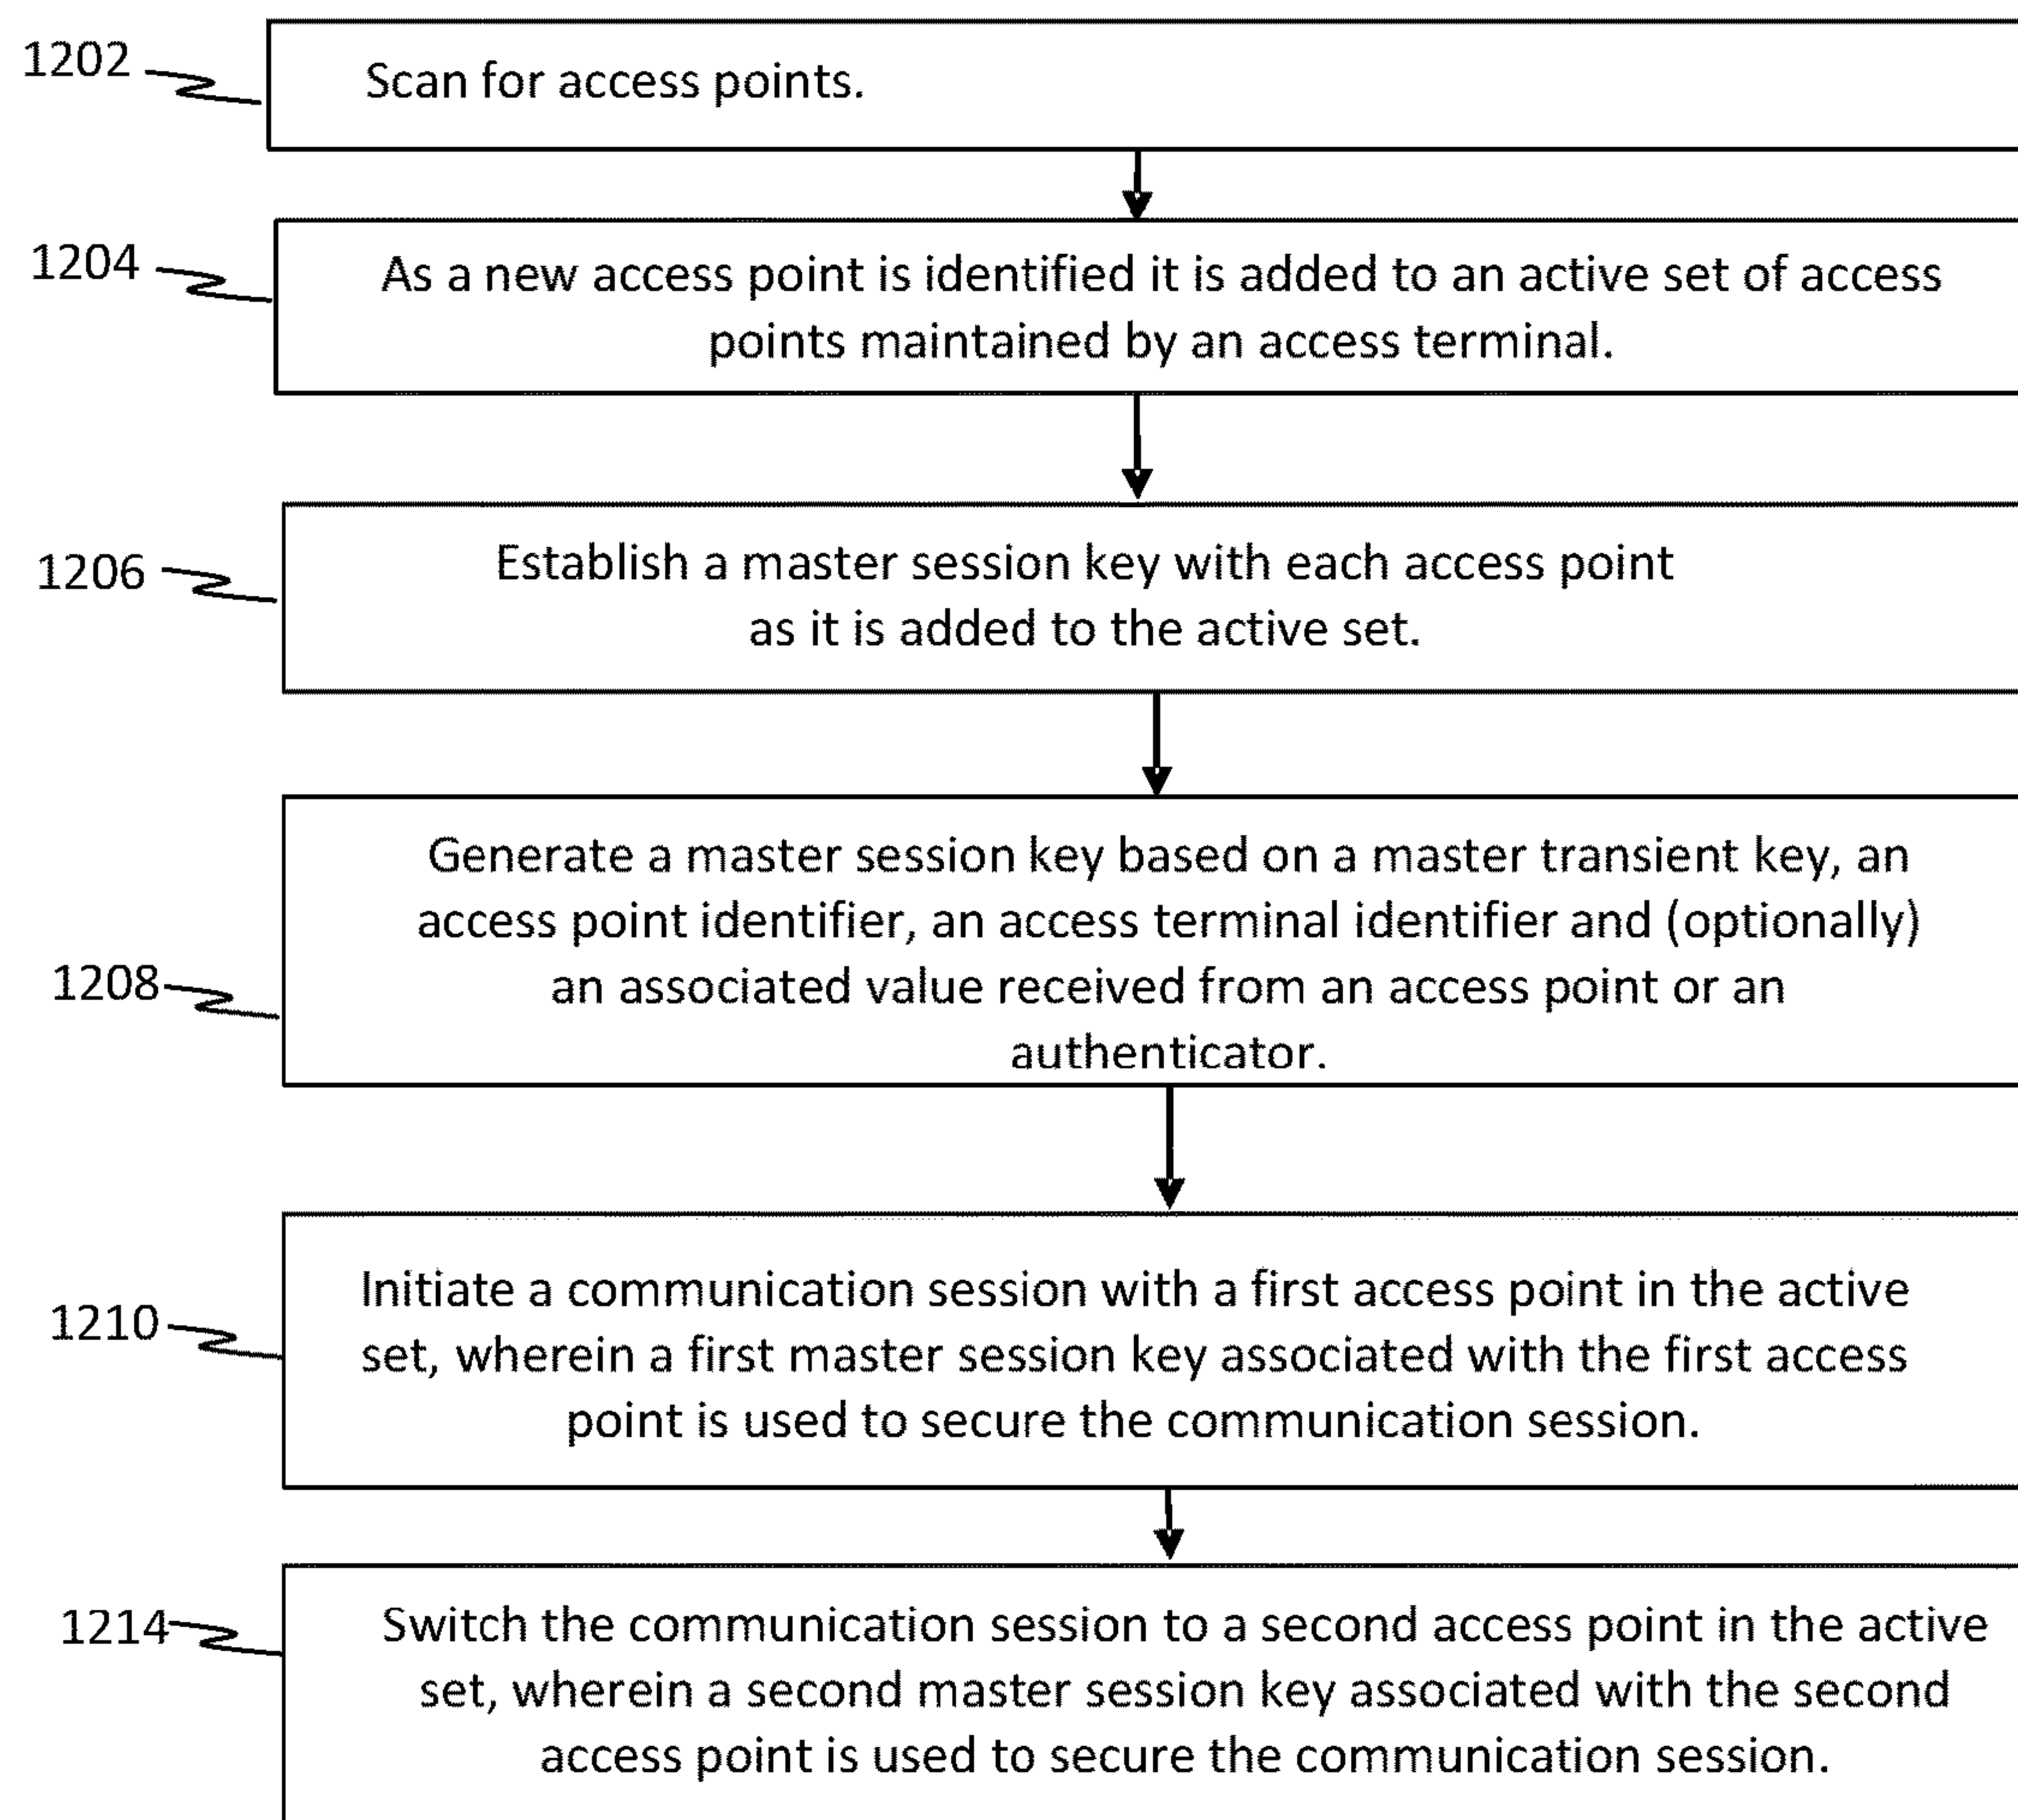 1202
Scan for access points.
1204
As a new access point is identified it is added to an active set of access
points maintained by an access terminal.
1206
Establish a master session key with each access point
as it is added to the active set.
1208
Generate a master session key based on a master transient key, an
access point identifier, an access terminal identifier and (optionally)
an associated value received from an access point or an
authenticator.
1210
Initiate a communication session with a first access point in the active
set, wherein a first master session key associated with the first access
point is used to secure the communication session.
1214
Switch the communication session to a second access point in the active
set, wherein a second master session key associated with the second
access point is used to secure the communication session.